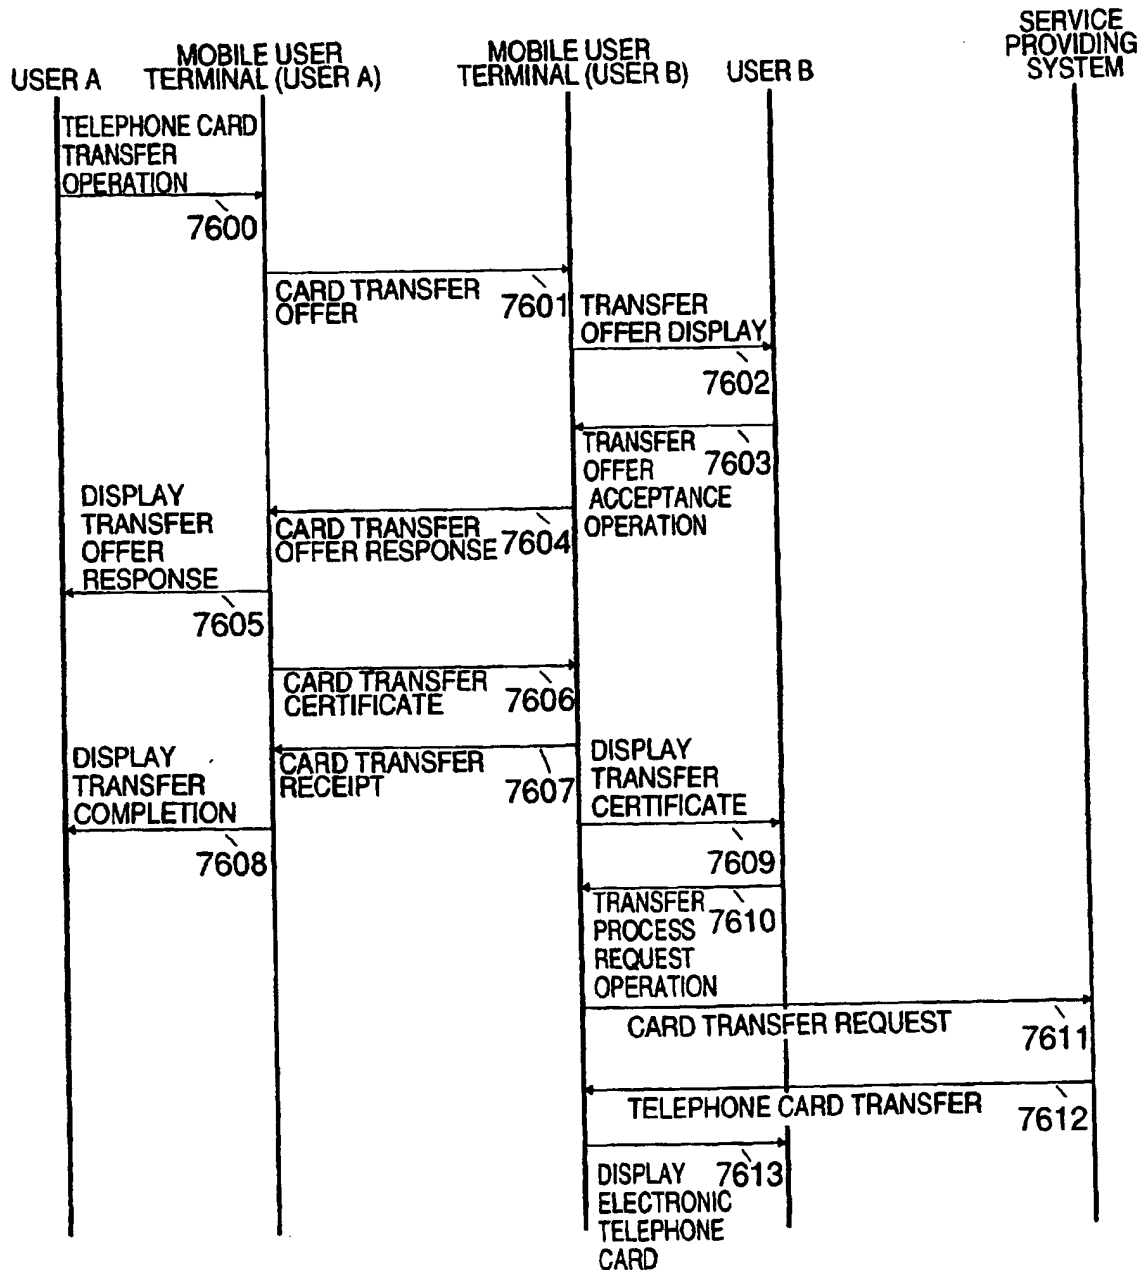 SERVICE
PROVIDING
SYSTEM
MOBILE USER
TERMINAL (USER A)
MOBILE USER
TERMINAL (USER B)
USER A
USER B
TELEPHONE CARD
TRANSFER
OPERATION
7600
CARD TRANSFER
OFFER
7601
TRANSFER
OFFER DISPLAY
7602
TRANSFER
OFFER
ACCEPTANCE
OPERATION
7603
CARD TRANSFER
OFFER RESPONSE
7604
DISPLAY
TRANSFER
OFFER
RESPONSE
7605
CARD TRANSFER
CERTIFICATE
7606
CARD TRANSFER
RECEIPT
7607
DISPLAY
TRANSFER
COMPLETION
7608
DISPLAY
TRANSFER
CERTIFICATE
7609
TRANSFER
PROCESS
REQUEST
OPERATION
7610
CARD TRANSFER REQUEST
7611
TELEPHONE CARD TRANSFER
7612
DISPLAY
ELECTRONIC
TELEPHONE
CARD
7613